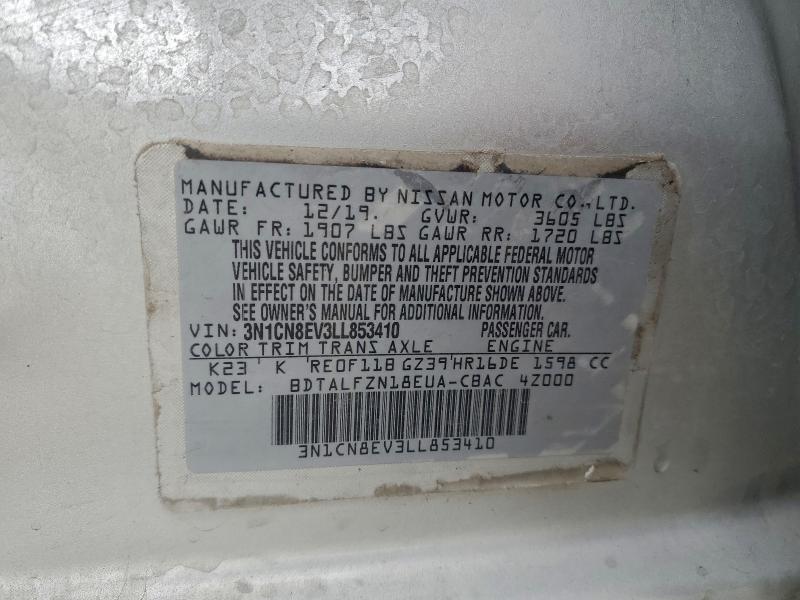 MANUFACTURED BY NISSAN MOTOR CO.,LTD.
DATE: 12/19. GVWR: 3605 LBS
GAWR FR: 1907 LBS GAWR RR: 1720 LBS
THIS VEHICLE CONFORMS TO ALL APPLICABLE FEDERAL MOTOR
VEHICLE SAFETY, BUMPER AND THEFT PREVENTION STANDARDS
IN EFFECT ON THE DATE OF MANUFACTURE SHOWN ABOVE.
SEE OWNER'S MANUAL FOR ADDITIONAL INFORMATION.
VIN: 3N1CN8EV3LL853410 PASSENGER CAR.
COLOR TRIM TRANS AXLE ENGINE
K23 K RE0F11B GZ39 HR16DE 1598 CC
MODEL: BDTALFZN18EUA-CBAC 4Z000
3N1CN8EV3LL853410